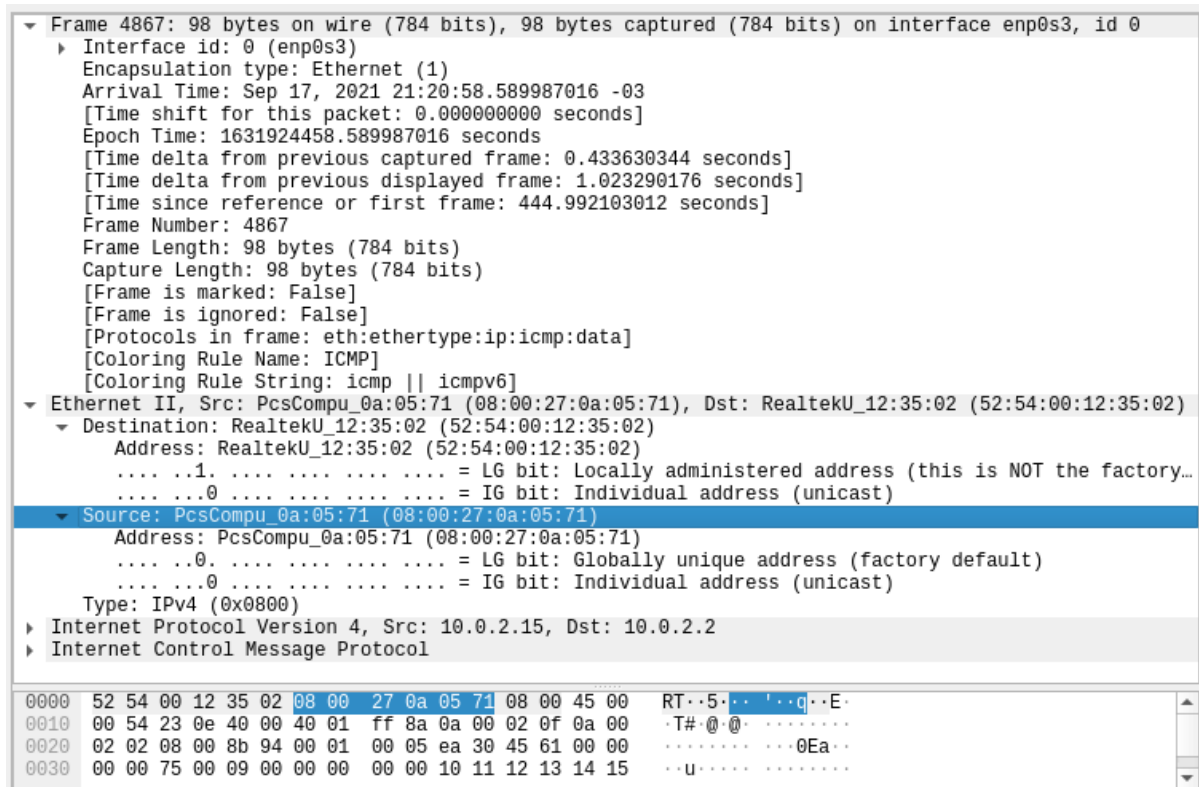 Frame 4867: 98 bytes on wire (784 bits), 98 bytes captured (784 bits) on interface enp0s3, id 0
Interface id: 0 (enp0s3)
Encapsulation type: Ethernet (1)
Arrival Time: Sep 17, 2021 21:20:58.589987016 -03
[Time shift for this packet: 0.000000000 seconds]
Epoch Time: 1631924458.589987016 seconds
[Time delta from previous captured frame: 0.433630344 seconds]
[Time delta from previous displayed frame: 1.023290176 seconds]
[Time since reference or first frame: 444.992103012 seconds]
Frame Number: 4867
Frame Length: 98 bytes (784 bits)
Capture Length: 98 bytes (784 bits)
[Frame is marked: False]
[Frame is ignored: False]
[Protocols in frame: eth:ethertype:ip:icmp:data]
[Coloring Rule Name: ICMP]
[Coloring Rule String: icmp || icmpv6]
Ethernet II, Src: PcsCompu_0a:05:71 (08:00:27:0a:05:71), Dst: RealtekU_12:35:02 (52:54:00:12:35:02)
Destination: RealtekU_12:35:02 (52:54:00:12:35:02)
Address: RealtekU_12:35:02 (52:54:00:12:35:02)
.... ..1. .... .... .... .... = LG bit: Locally administered address (this is NOT the factory…
.... ...0 .... .... .... .... = IG bit: Individual address (unicast)
Source: PcsCompu_0a:05:71 (08:00:27:0a:05:71)
Address: PcsCompu_0a:05:71 (08:00:27:0a:05:71)
.... ..0. .... .... .... .... = LG bit: Globally unique address (factory default)
.... ...0 .... .... .... .... = IG bit: Individual address (unicast)
Type: IPv4 (0x0800)
Internet Protocol Version 4, Src: 10.0.2.15, Dst: 10.0.2.2
Internet Control Message Protocol
0000 52 54 00 12 35 02 08 00 27 0a 05 71 08 00 45 00 RT··5··· '··q··E·
0010 00 54 23 0e 40 00 40 01 ff 8a 0a 00 02 0f 0a 00 ·T#·@·@· ········
0020 02 02 08 00 8b 94 00 01 00 05 ea 30 45 61 00 00 ········ ···0Ea··
0030 00 00 75 00 09 00 00 00 00 00 10 11 12 13 14 15 ··u····· ········